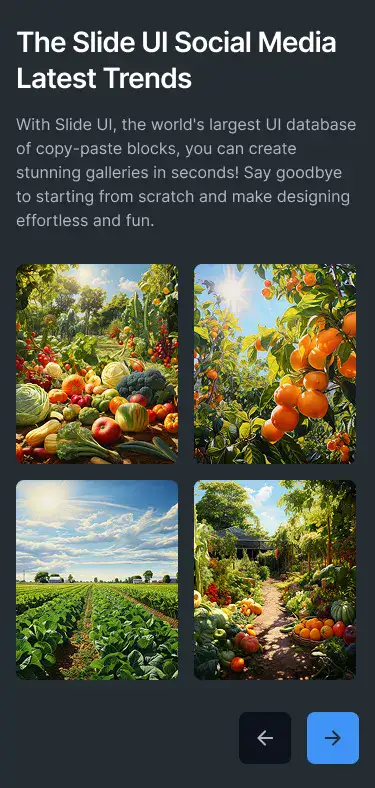 The Slide UI Social Media
Latest Trends
With Slide UI, the world's largest UI database
of copy-paste blocks, you can create
stunning galleries in seconds! Say goodbye
to starting from scratch and make designing
effortless and fun.